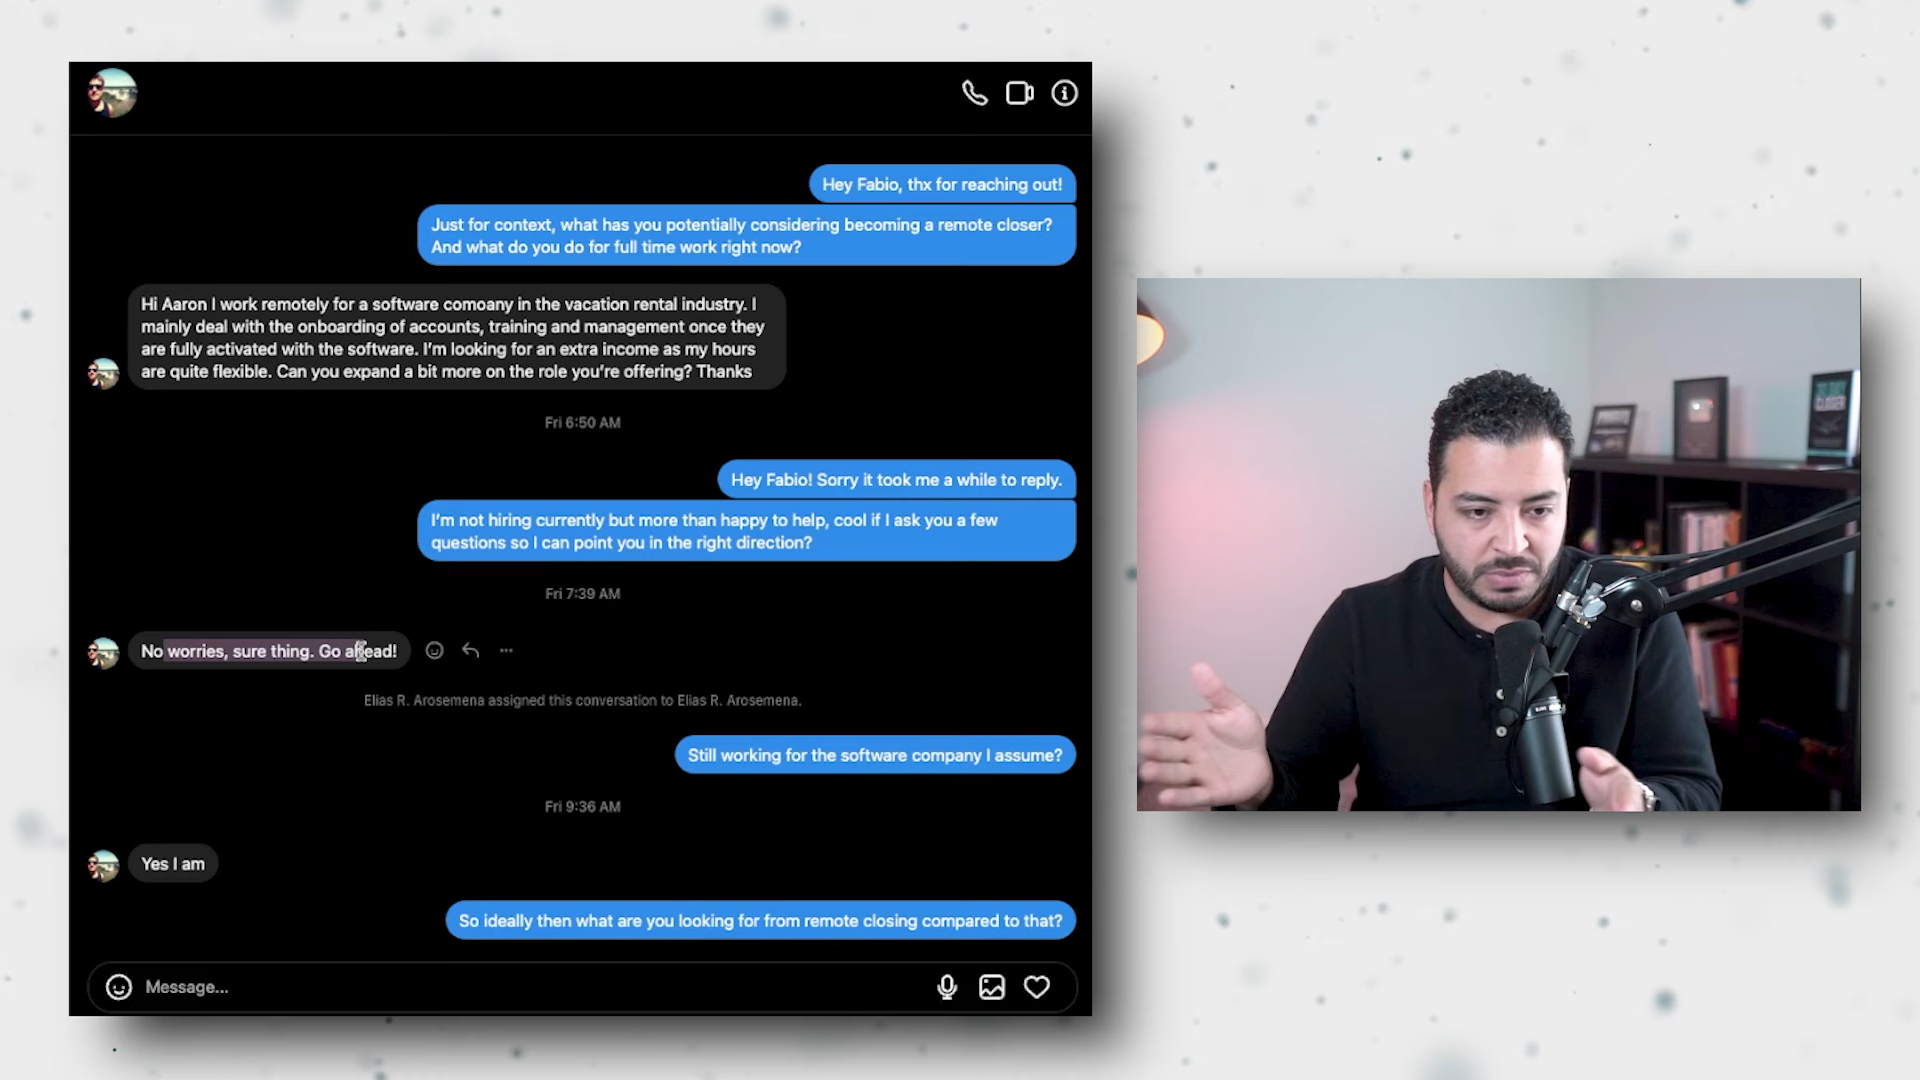 Hey Fabio, thx for reaching out!
Just for context, what has you potentially considering becoming a remote closer?
And what do you do for full time work right now?
Hi Aaron I work remotely for a software comoany in the vacation rental industry. I
mainly deal with the onboarding of accounts, training and management once they
are fully activated with the software. I'm looking for an extra income as my hours
are quite flexible. Can you expand a bit more on the role you're offering? Thanks
Fri 6:50 AM
Hey Fabio! Sorry it took me a while to reply.
I'm not hiring currently but more than happy to help, cool if I ask you a few
questions so I can point you in the right direction?
Fri 7:39 AM
No worries, sure thing. Go ahead!
Elias R. Arosemena assigned this conversation to Elias R. Arosemena.
Still working for the software company I assume?
Fri 9:36 AM
Yes I am
So ideally then what are you looking for from remote closing compared to that?
Message...
CLOSER